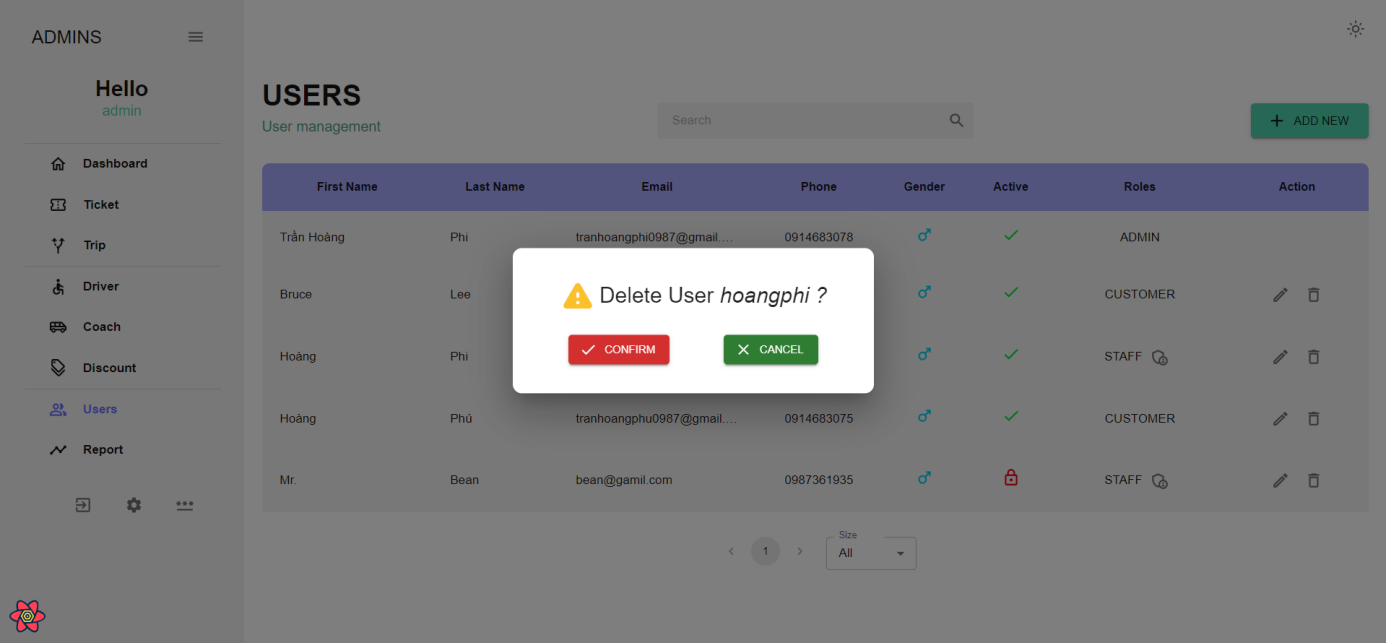 ADMINS
Hello
admin
Dashboard
Ticket
Trip
Driver
Coach
Discount
Users
Report
USERS
User management
Search
ADD NEW
First Name Last Name Email Phone Gender Active Roles Action
Trần Hoàng Phi tranhoangphi0987@gmail.… 0914683078 ADMIN
Bruce Lee CUSTOMER
Hoàng Phi STAFF
Hoàng Phú tranhoangphu0987@gmail.… 0914683075 CUSTOMER
Mr. Bean bean@gamil.com 0987361935 STAFF
Delete User hoangphi ?
CONFIRM CANCEL
1
Size
All